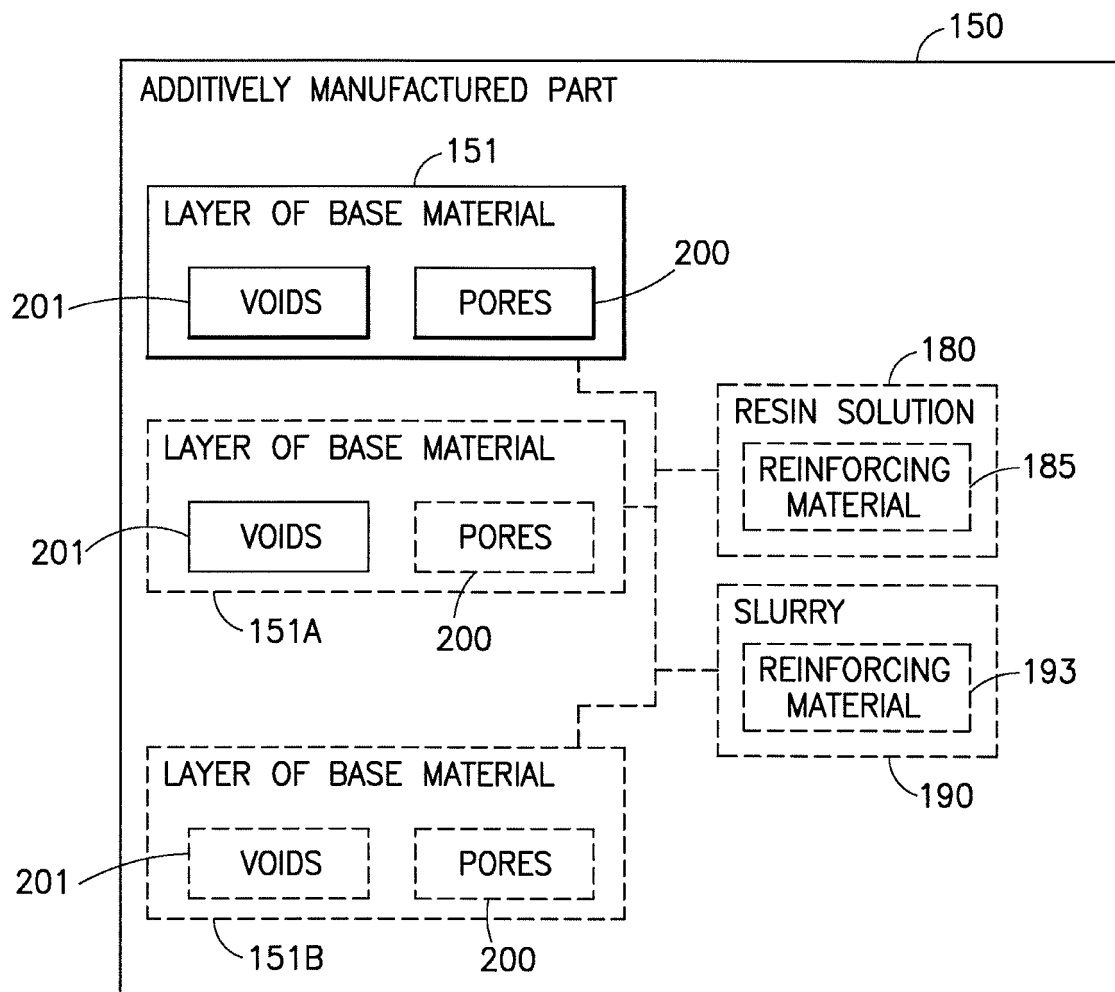 150
ADDITIVELY MANUFACTURED PART
151
LAYER OF BASE MATERIAL
200
201
VOIDS
PORES
180
RESIN SOLUTION
LAYER OF BASE MATERIAL
REINFORCING
MATERIAL
185
201
VOIDS
PORES
200
151A
SLURRY
REINFORCING
MATERIAL
193
190
LAYER OF BASE MATERIAL
201
VOIDS
PORES
151B
200